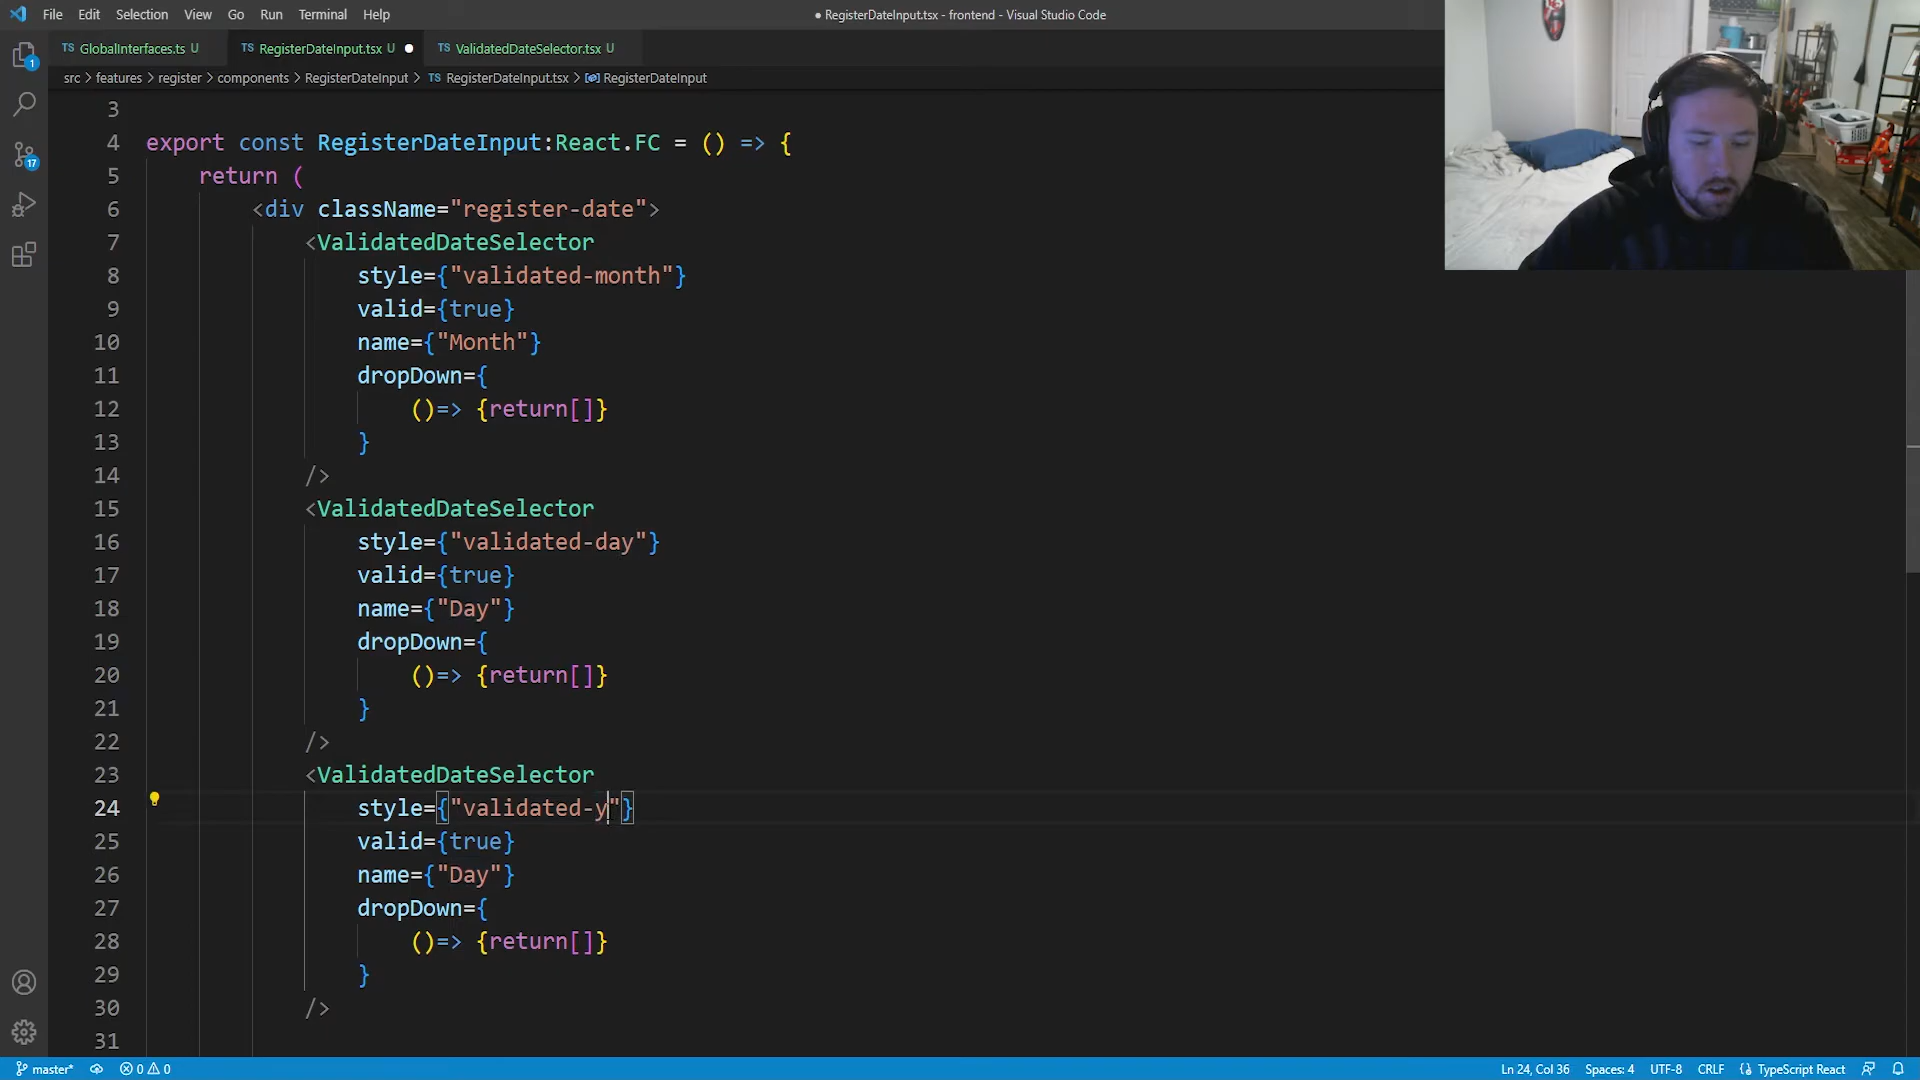 File Edit Selection View Go Run Terminal Help
● RegisterDateInput.tsx - frontend - Visual Studio Code
TS GlobalInterfaces.ts U
TS RegisterDateInput.tsx U ●
TS ValidatedDateSelector.tsx U
src > features > register > components > RegisterDateInput > TS RegisterDateInput.tsx > RegisterDateInput
1
17
3
4 export const RegisterDateInput:React.FC = () => {
5 return (
6 <div className="register-date">
7 <ValidatedDateSelector
8 style={"validated-month"}
9 valid={true}
10 name={"Month"}
11 dropDown={
12 ()=> {return[]}
13 }
14 />
15 <ValidatedDateSelector
16 style={"validated-day"}
17 valid={true}
18 name={"Day"}
19 dropDown={
20 ()=> {return[]}
21 }
22 />
23 <ValidatedDateSelector
24 style={"validated-y"}
25 valid={true}
26 name={"Day"}
27 dropDown={
28 ()=> {return[]}
29 }
30 />
31
master* 0 0
Ln 24, Col 36 Spaces: 4 UTF-8 CRLF {} TypeScript React